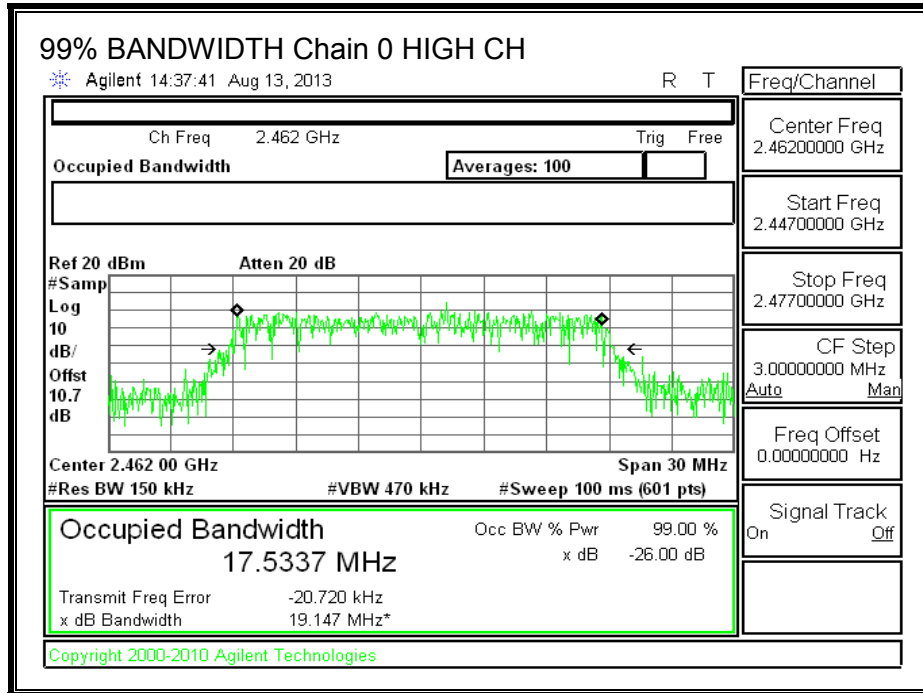 99% BANDWIDTH Chain 0 HIGH CH
Agilent 14:37:41 Aug 13, 2013 R T
Freq/Channel
Ch Freq 2.462 GHz Trig Free
Occupied Bandwidth Averages: 100
Center Freq
2.46200000 GHz
Start Freq
2.44700000 GHz
Stop Freq
2.47700000 GHz
CF Step
3.00000000 MHz
Auto Man
Freq Offset
0.00000000 Hz
Signal Track
On Off
Ref 20 dBm Atten 20 dB
#Samp
Log
10
dB/
Offst
10.7
dB
Center 2.462 00 GHz Span 30 MHz
#Res BW 150 kHz #VBW 470 kHz #Sweep 100 ms (601 pts)
Occupied Bandwidth Occ BW % Pwr 99.00 %
17.5337 MHz x dB -26.00 dB
Transmit Freq Error -20.720 kHz
x dB Bandwidth 19.147 MHz*
Copyright 2000-2010 Agilent Technologies